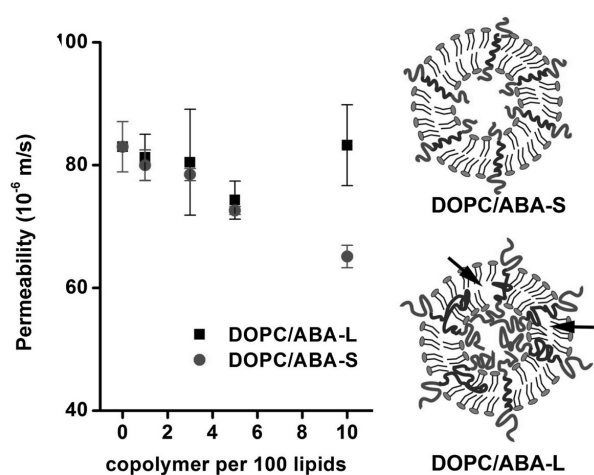 100
80
60
40
Permeability (10⁻⁶ m/s)
DOPC/ABA-L
DOPC/ABA-S
0 2 4 6 8 10
copolymer per 100 lipids
DOPC/ABA-S
DOPC/ABA-L